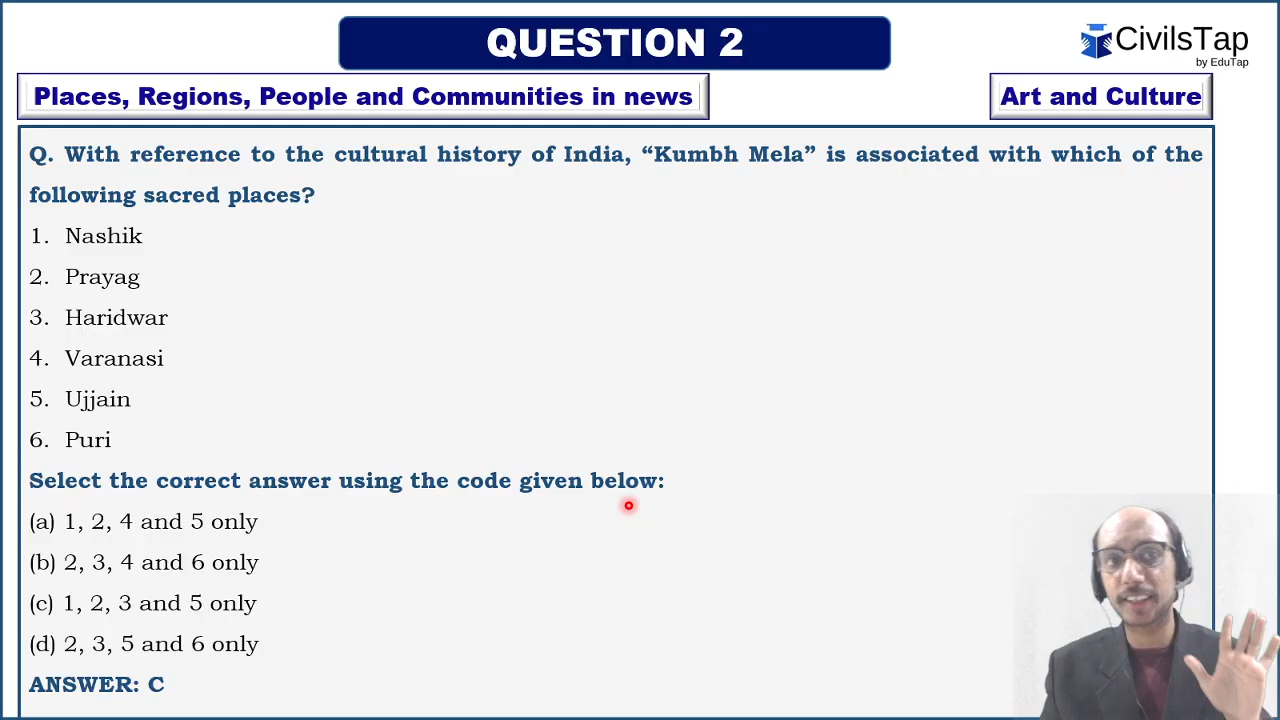 QUESTION 2
CivilsTap
by EduTap
Places, Regions, People and Communities in news
Art and Culture
Q. With reference to the cultural history of India, “Kumbh Mela” is associated with which of the
following sacred places?
1. Nashik
2. Prayag
3. Haridwar
4. Varanasi
5. Ujjain
6. Puri
Select the correct answer using the code given below:
(a) 1, 2, 4 and 5 only
(b) 2, 3, 4 and 6 only
(c) 1, 2, 3 and 5 only
(d) 2, 3, 5 and 6 only
ANSWER: C